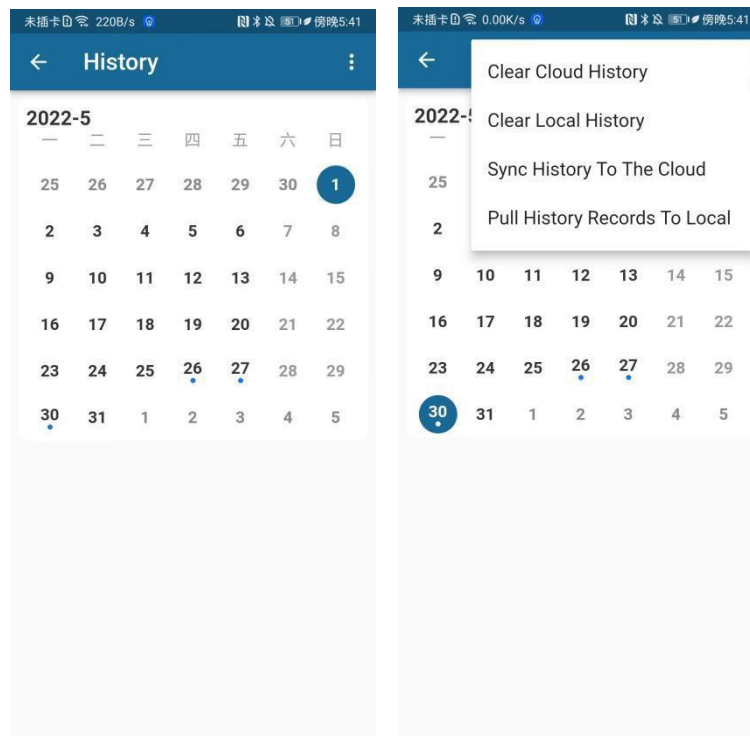 未插卡 220B/s 51 傍晚5:41
History
2022-5
一 二 三 四 五 六 日
25 26 27 28 29 30 1
2 3 4 5 6 7 8
9 10 11 12 13 14 15
16 17 18 19 20 21 22
23 24 25 26 27 28 29
30 31 1 2 3 4 5
未插卡 0.00K/s 51 傍晚5:41
Clear Cloud History
Clear Local History
Sync History To The Cloud
Pull History Records To Local
2022-5
一
25
2
9 10 11 12 13 14 15
16 17 18 19 20 21 22
23 24 25 26 27 28 29
30 31 1 2 3 4 5